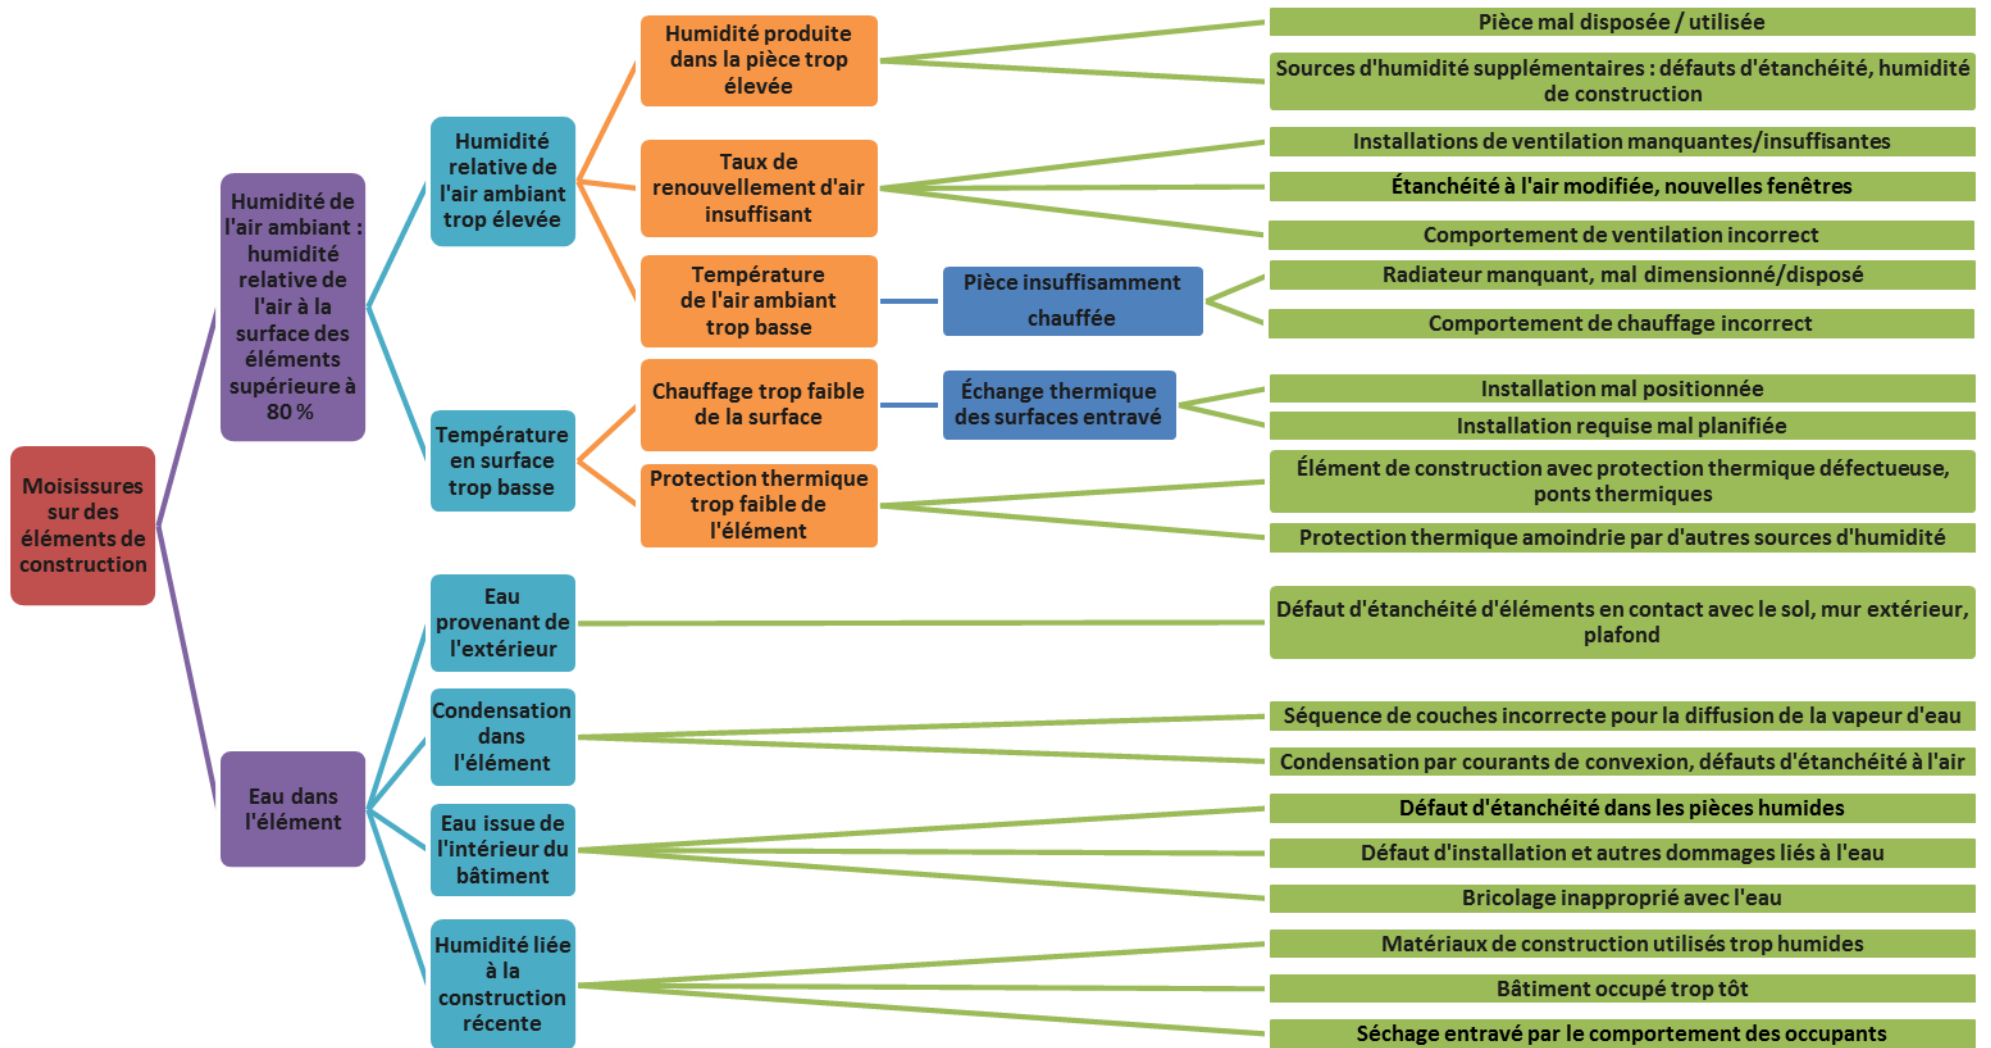 Moisissures
sur des
éléments de
construction
Humidité de
l'air ambiant :
humidité
relative de
l'air à la
surface des
éléments
supérieure à
80 %
Eau dans
l'élément
Humidité
relative de
l'air ambiant
trop élevée
Température
en surface
trop basse
Eau
provenant de
l'extérieur
Condensation
dans
l'élément
Eau issue de
l'intérieur du
bâtiment
Humidité liée
à la
construction
récente
Humidité produite
dans la pièce trop
élevée
Taux de
renouvellement d'air
insuffisant
Température
de l'air ambiant
trop basse
Chauffage trop faible
de la surface
Protection thermique
trop faible de
l'élément
Pièce insuffisamment
chauffée
Échange thermique
des surfaces entravé
Pièce mal disposée / utilisée
Sources d'humidité supplémentaires : défauts d'étanchéité, humidité
de construction
Installations de ventilation manquantes/insuffisantes
Étanchéité à l'air modifiée, nouvelles fenêtres
Comportement de ventilation incorrect
Radiateur manquant, mal dimensionné/disposé
Comportement de chauffage incorrect
Installation mal positionnée
Installation requise mal planifiée
Élément de construction avec protection thermique défectueuse,
ponts thermiques
Protection thermique amoindrie par d'autres sources d'humidité
Défaut d'étanchéité d'éléments en contact avec le sol, mur extérieur,
plafond
Séquence de couches incorrecte pour la diffusion de la vapeur d'eau
Condensation par courants de convexion, défauts d'étanchéité à l'air
Défaut d'étanchéité dans les pièces humides
Défaut d'installation et autres dommages liés à l'eau
Bricolage inapproprié avec l'eau
Matériaux de construction utilisés trop humides
Bâtiment occupé trop tôt
Séchage entravé par le comportement des occupants